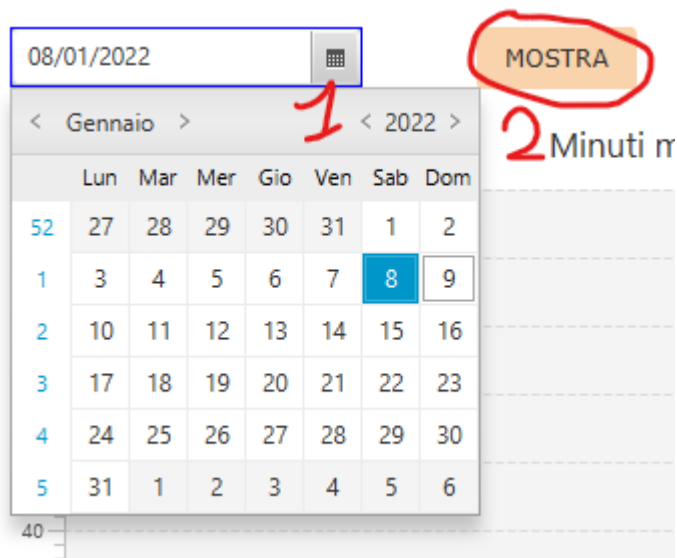 08/01/2022 MOSTRA
1
< Gennaio > < 2022 >
2 Minuti
Lun Mar Mer Gio Ven Sab Dom
52 27 28 29 30 31 1 2
1 3 4 5 6 7 8 9
2 10 11 12 13 14 15 16
3 17 18 19 20 21 22 23
4 24 25 26 27 28 29 30
5 31 1 2 3 4 5 6
40